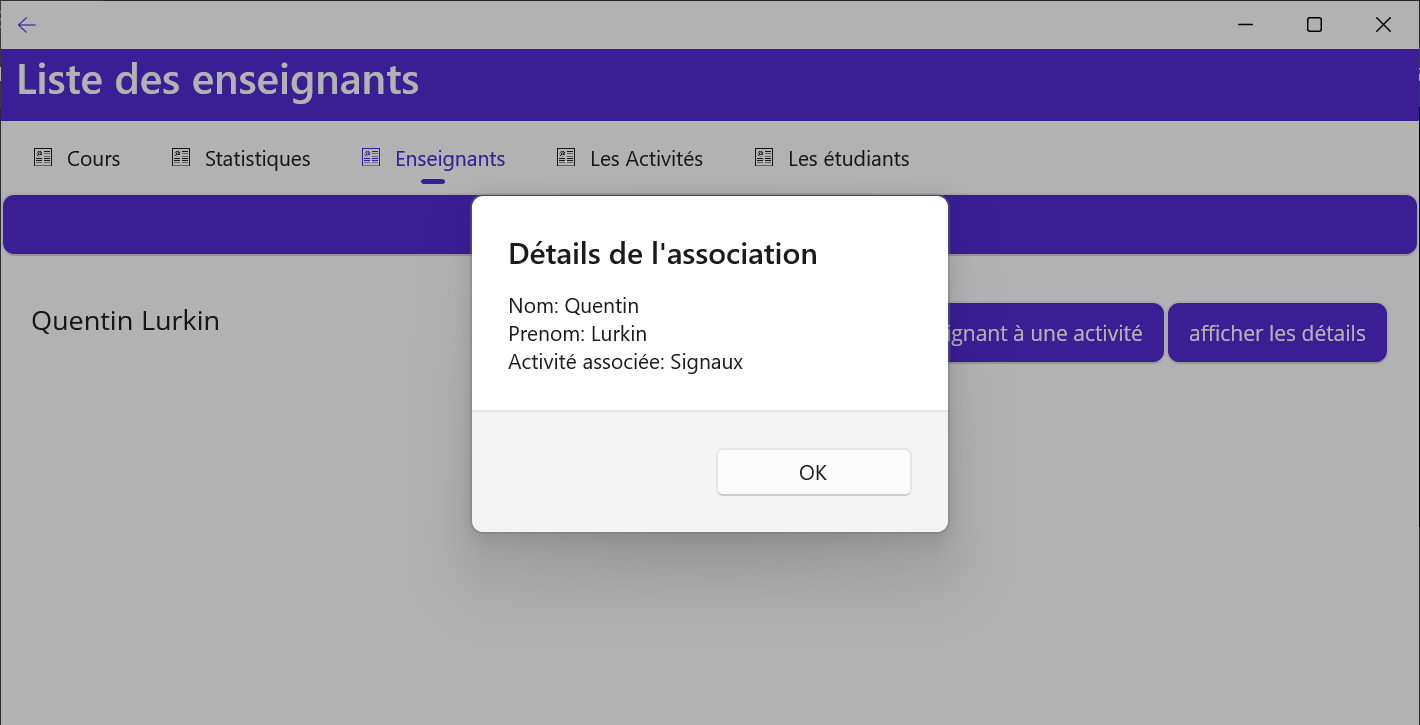 Liste des enseignants
Cours Statistiques Enseignants Les Activités Les étudiants
Détails de l'association
Nom: Quentin
Prenom: Lurkin
Activité associée: Signaux
Quentin Lurkin
à une activité
afficher les détails
OK